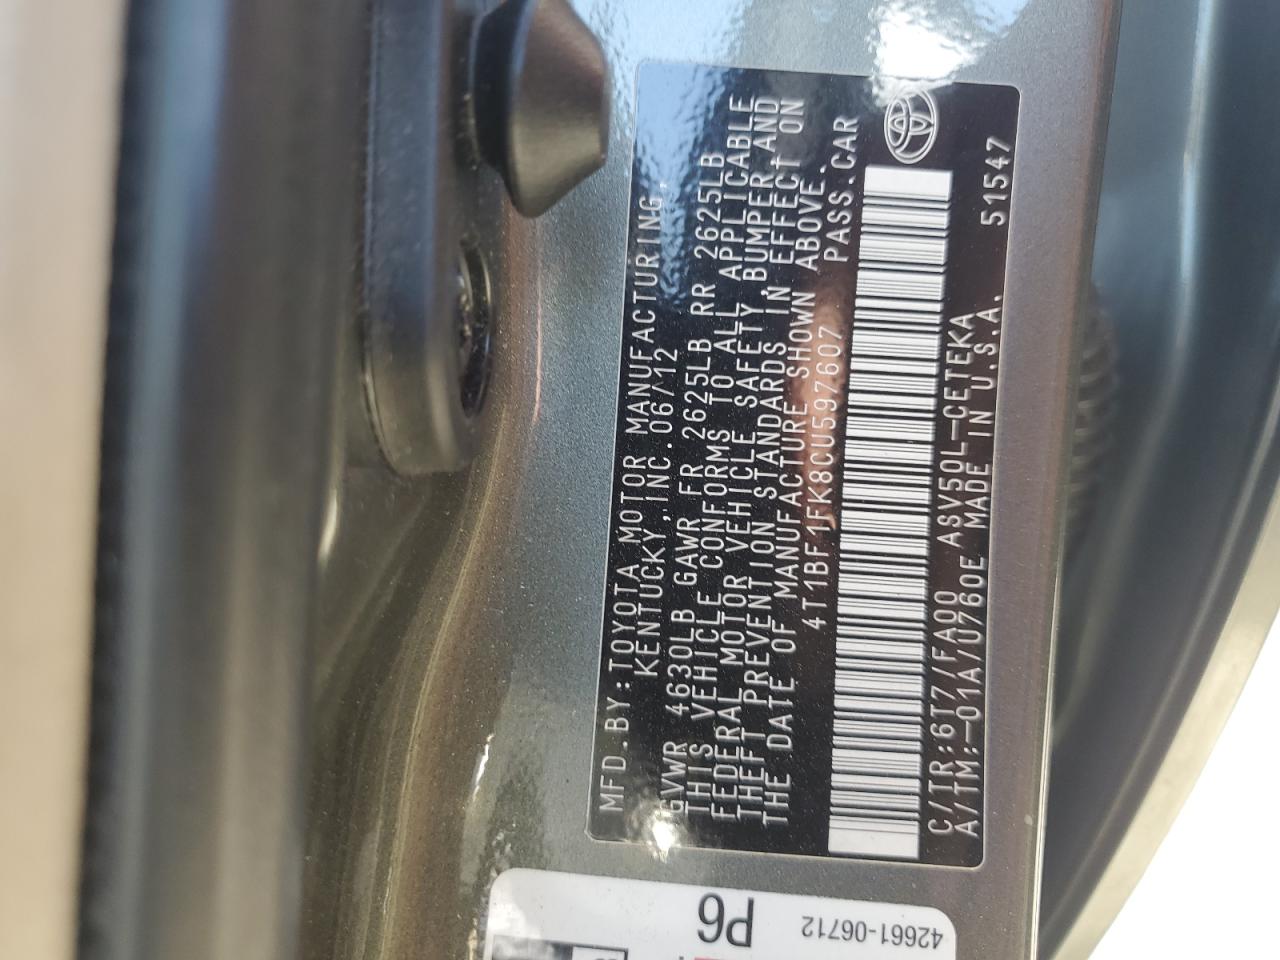 MFD.BY:TOYOTA MOTOR MANUFACTURING,
KENTUCKY,INC.06/12
GVWR 4630LB GAWR FR 2625LB RR 2625LB
THIS VEHICLE CONFORMS TO ALL APPLICABLE
FEDERAL MOTOR VEHICLE SAFETY,BUMPER,AND
THEFT PREVENTION STANDARDS IN EFFECT ON
THE DATE OF MANUFACTURE SHOWN ABOVE.
4T1BF1FK8CU597607 PASS.CAR
C/TR:6T7/FA00 ASV50L-CETEKA
A/TM:-01A/U760E MADE IN U.S.A. 51547
P6
42661-06712